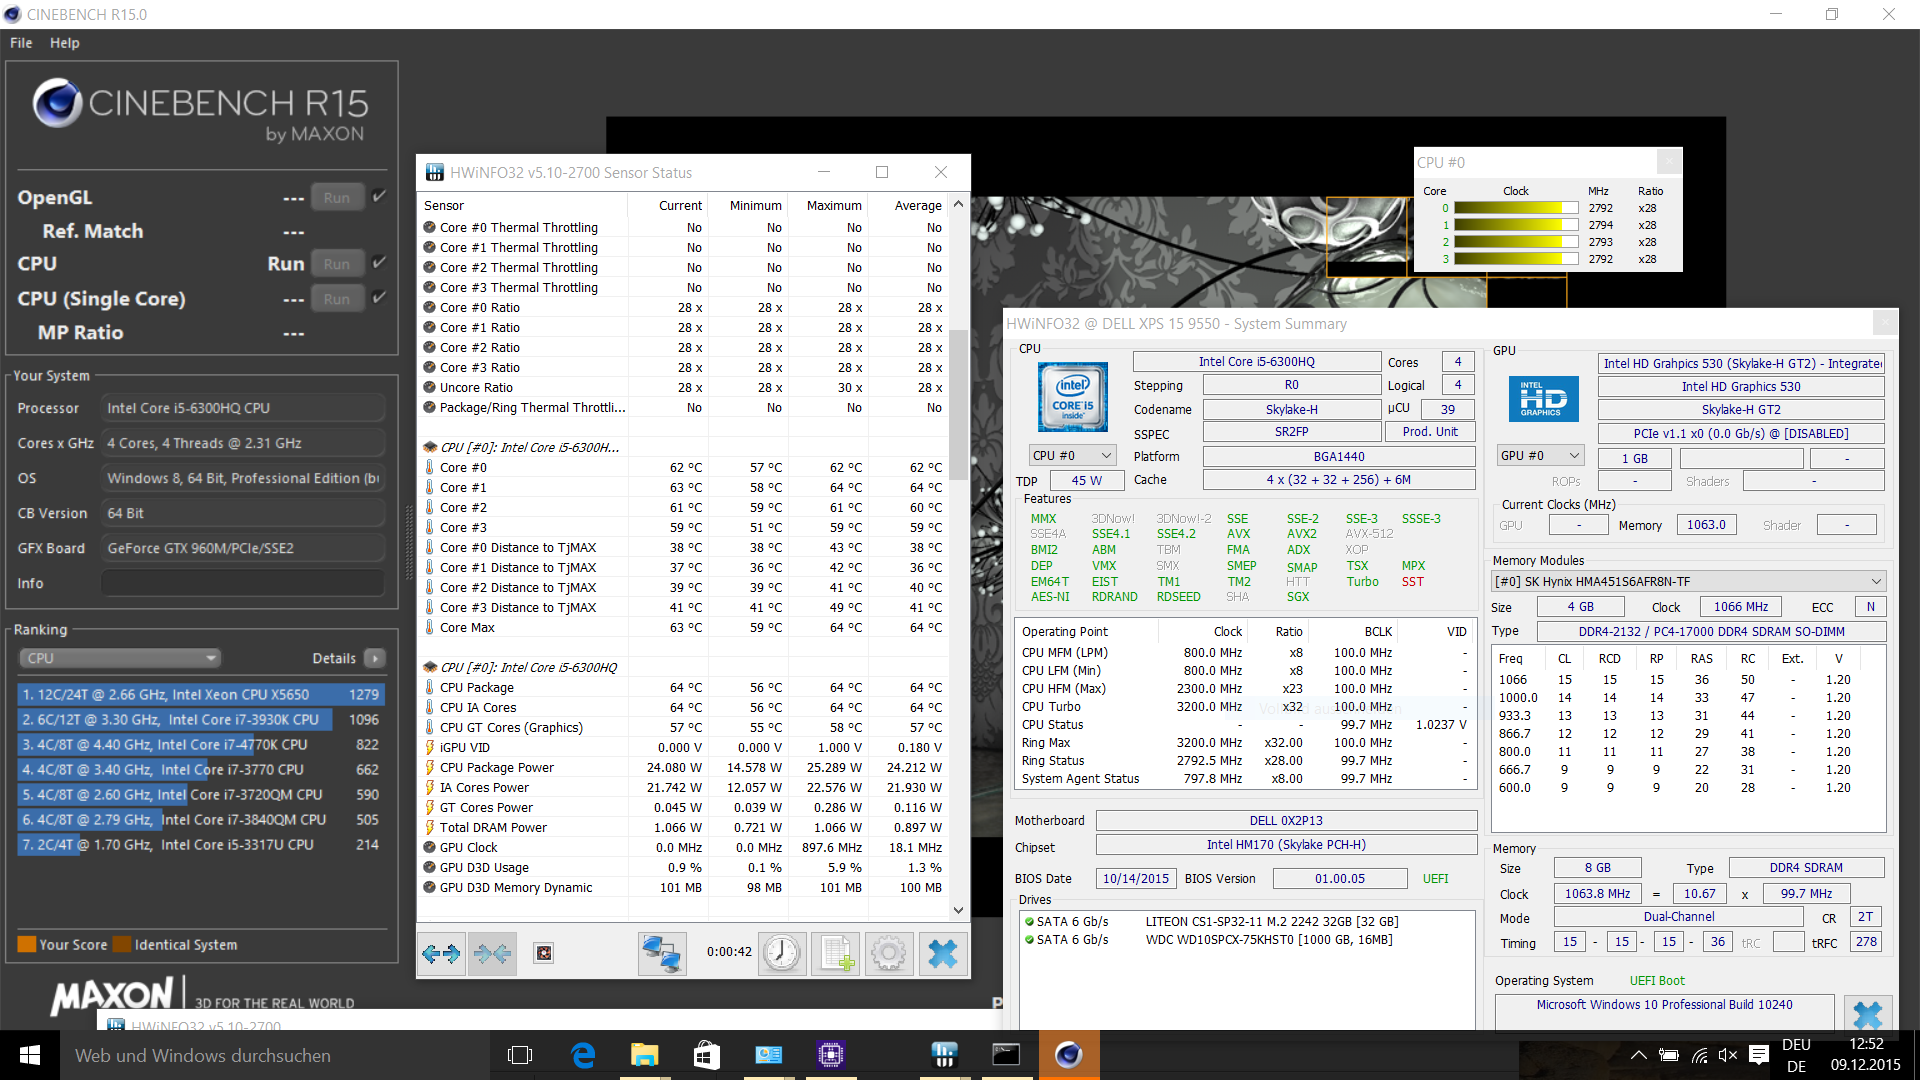 CINEBENCH R15.0
File Help
CINEBENCH R15
by MAXON
OpenGL --- Run
Ref. Match ---
CPU Run Run
CPU (Single Core) --- Run
MP Ratio ---
Your System
Processor Intel Core i5-6300HQ CPU
Cores x GHz 4 Cores, 4 Threads @ 2.31 GHz
OS Windows 8, 64 Bit, Professional Edition (bu
CB Version 64 Bit
GFX Board GeForce GTX 960M/PCIe/SSE2
Info
Ranking
CPU Details
1. 12C/24T @ 2.66 GHz, Intel Xeon CPU X5650 1279
2. 6C/12T @ 3.30 GHz, Intel Core i7-3930K CPU 1096
3. 4C/8T @ 4.40 GHz, Intel Core i7-4770K CPU 822
4. 4C/8T @ 3.40 GHz, Intel Core i7-3770 CPU 662
5. 4C/8T @ 2.60 GHz, Intel Core i7-3720QM CPU 590
6. 4C/8T @ 2.79 GHz, Intel Core i7-3840QM CPU 505
7. 2C/4T @ 1.70 GHz, Intel Core i5-3317U CPU 214
Your Score Identical System
MAXON 3D FOR THE REAL WORLD
HWiNFO32 v5.10-2700
HWiNFO32 v5.10-2700 Sensor Status
Sensor Current Minimum Maximum Average
Core #0 Thermal Throttling No No No No
Core #1 Thermal Throttling No No No No
Core #2 Thermal Throttling No No No No
Core #3 Thermal Throttling No No No No
Core #0 Ratio 28 x 28 x 28 x 28 x
Core #1 Ratio 28 x 28 x 28 x 28 x
Core #2 Ratio 28 x 28 x 28 x 28 x
Core #3 Ratio 28 x 28 x 28 x 28 x
Uncore Ratio 28 x 28 x 30 x 28 x
Package/Ring Thermal Throttli... No No No No
CPU [#0]: Intel Core i5-6300H...
Core #0 62 °C 57 °C 62 °C 62 °C
Core #1 63 °C 58 °C 64 °C 64 °C
Core #2 61 °C 59 °C 61 °C 60 °C
Core #3 59 °C 51 °C 59 °C 59 °C
Core #0 Distance to TjMAX 38 °C 38 °C 43 °C 38 °C
Core #1 Distance to TjMAX 37 °C 36 °C 42 °C 36 °C
Core #2 Distance to TjMAX 39 °C 39 °C 41 °C 40 °C
Core #3 Distance to TjMAX 41 °C 41 °C 49 °C 41 °C
Core Max 63 °C 59 °C 64 °C 64 °C
CPU [#0]: Intel Core i5-6300HQ
CPU Package 64 °C 56 °C 64 °C 64 °C
CPU IA Cores 64 °C 56 °C 64 °C 64 °C
CPU GT Cores (Graphics) 57 °C 55 °C 58 °C 57 °C
iGPU VID 0.000 V 0.000 V 1.000 V 0.180 V
CPU Package Power 24.080 W 14.578 W 25.289 W 24.212 W
IA Cores Power 21.742 W 12.057 W 22.576 W 21.930 W
GT Cores Power 0.045 W 0.039 W 0.286 W 0.116 W
Total DRAM Power 1.066 W 0.721 W 1.066 W 0.897 W
GPU Clock 0.0 MHz 0.0 MHz 897.6 MHz 18.1 MHz
GPU D3D Usage 0.9 % 0.1 % 5.9 % 1.3 %
GPU D3D Memory Dynamic 101 MB 98 MB 101 MB 100 MB
0:00:42
CPU #0
Core Clock MHz Ratio
0 2792 x28
1 2794 x28
2 2793 x28
3 2792 x28
HWiNFO32 @ DELL XPS 15 9550 - System Summary
CPU
intel CORE i5 inside
Intel Core i5-6300HQ Cores 4
Stepping R0 Logical 4
Codename Skylake-H µCU 39
SSPEC SR2FP Prod. Unit
CPU #0 Platform BGA1440
TDP 45 W Cache 4 x (32 + 32 + 256) + 6M
Features
MMX 3DNow! 3DNow!-2 SSE SSE-2 SSE-3 SSSE-3
SSE4A SSE4.1 SSE4.2 AVX AVX2 AVX-512
BMI2 ABM TBM FMA ADX XOP
DEP VMX SMX SMEP SMAP TSX MPX
EM64T EIST TM1 TM2 HTT Turbo SST
AES-NI RDRAND RDSEED SHA SGX
Operating Point Clock Ratio BCLK VID
CPU MFM (LPM) 800.0 MHz x8 100.0 MHz -
CPU LFM (Min) 800.0 MHz x8 100.0 MHz -
CPU HFM (Max) 2300.0 MHz x23 100.0 MHz -
CPU Turbo 3200.0 MHz x32 100.0 MHz -
CPU Status - - 99.7 MHz 1.0237 V
Ring Max 3200.0 MHz x32.00 100.0 MHz -
Ring Status 2792.5 MHz x28.00 99.7 MHz -
System Agent Status 797.8 MHz x8.00 99.7 MHz -
Motherboard DELL 0X2P13
Chipset Intel HM170 (Skylake PCH-H)
BIOS Date 10/14/2015 BIOS Version 01.00.05 UEFI
Drives
SATA 6 Gb/s LITEON CS1-SP32-11 M.2 2242 32GB [32 GB]
SATA 6 Gb/s WDC WD10SPCX-75KHST0 [1000 GB, 16MB]
GPU
INTEL HD GRAPHICS
Intel HD Grahpics 530 (Skylake-H GT2) - Integrate
Intel HD Graphics 530
Skylake-H GT2
PCIe v1.1 x0 (0.0 Gb/s) @ [DISABLED]
GPU #0 1 GB -
ROPs - Shaders -
Current Clocks (MHz)
GPU - Memory 1063.0 Shader -
Memory Modules
[#0] SK Hynix HMA451S6AFR8N-TF
Size 4 GB Clock 1066 MHz ECC N
Type DDR4-2132 / PC4-17000 DDR4 SDRAM SO-DIMM
Freq CL RCD RP RAS RC Ext. V
1066 15 15 15 36 50 - 1.20
1000.0 14 14 14 33 47 - 1.20
933.3 13 13 13 31 44 - 1.20
866.7 12 12 12 29 41 - 1.20
800.0 11 11 11 27 38 - 1.20
666.7 9 9 9 22 31 - 1.20
600.0 9 9 9 20 28 - 1.20
Memory
Size 8 GB Type DDR4 SDRAM
Clock 1063.8 MHz = 10.67 x 99.7 MHz
Mode Dual-Channel CR 2T
Timing 15 - 15 - 15 - 36 tRC tRFC 278
Operating System UEFI Boot
Microsoft Windows 10 Professional Build 10240
Web und Windows durchsuchen
DEU
DE
12:52
09.12.2015